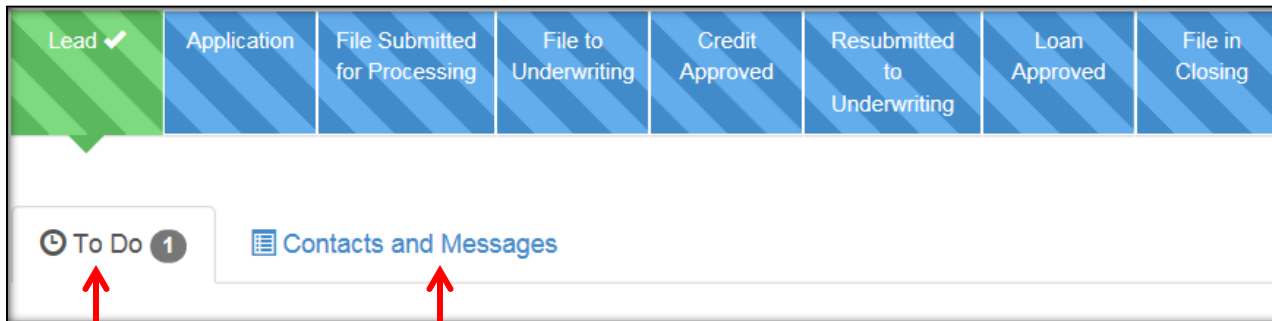 Lead ✔
Application
File Submitted
for Processing
File to
Underwriting
Credit
Approved
Resubmitted
to
Underwriting
Loan
Approved
File in
Closing
To Do 1
Contacts and Messages